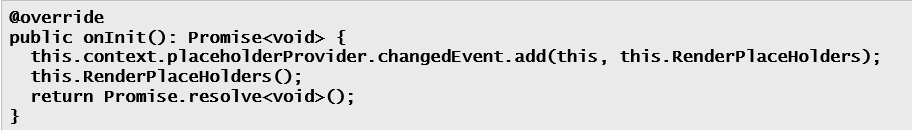 @override
public onInit(): Promise<void> {
  this.context.placeholderProvider.changedEvent.add(this, this.RenderPlaceHolders);
  this.RenderPlaceHolders();
  return Promise.resolve<void>();
}